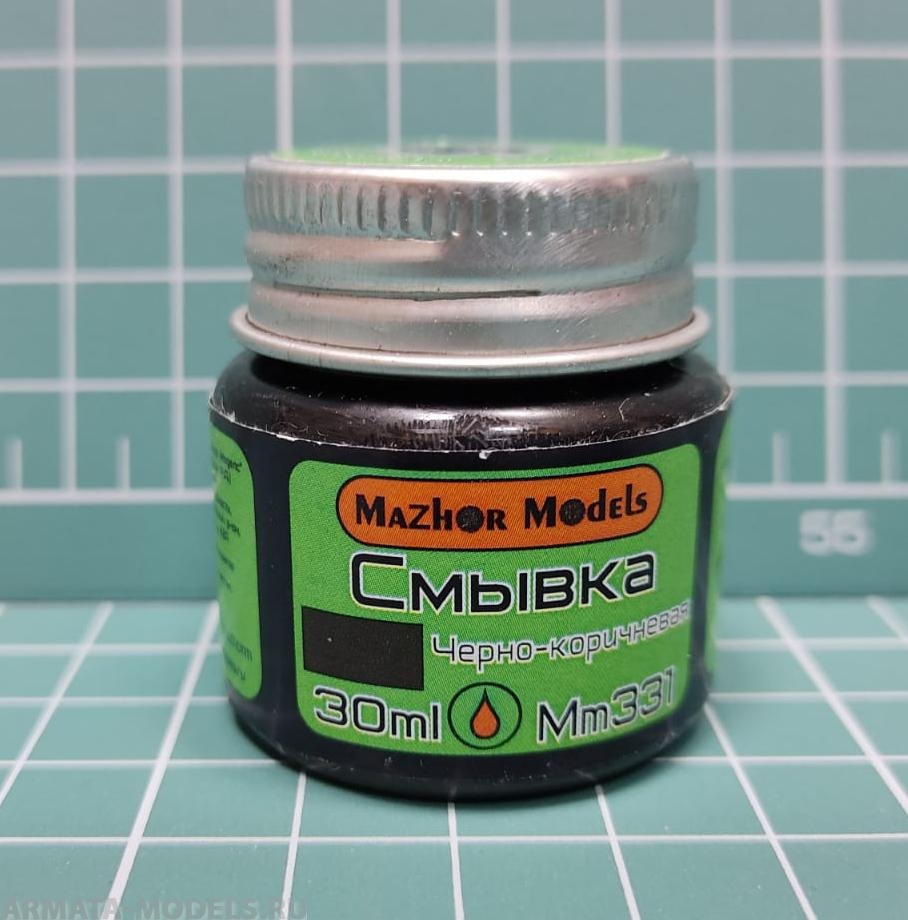 MAZHOR MODELS
Смывка
Черно-коричневая
30ml Mm331
55
ARMATA-MODELS.RU